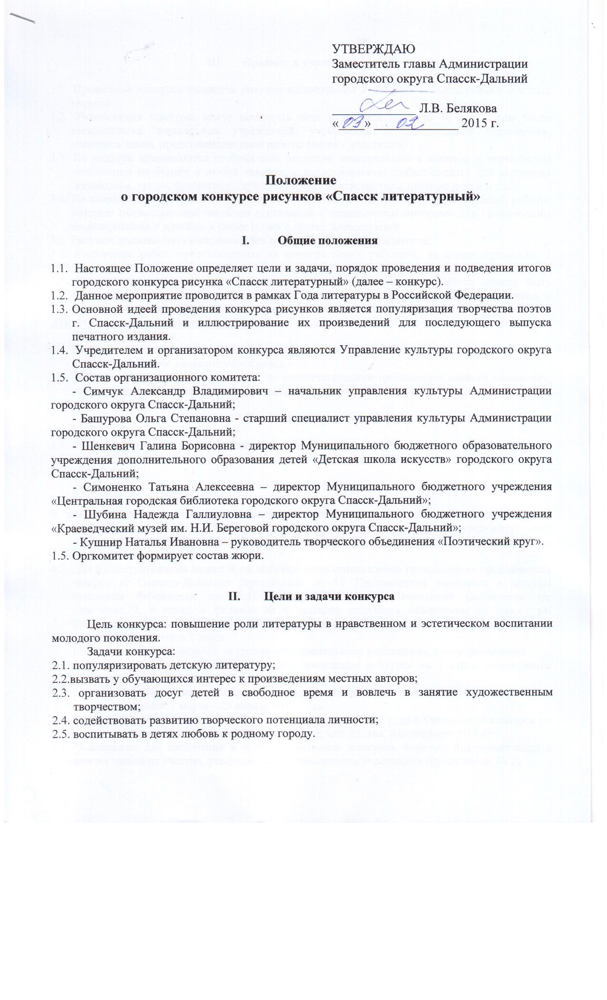 УТВЕРЖДАЮ
Заместитель главы Администрации
городского округа Спасск-Дальний
Л.В. Белякова
«03» 02 2015 г.
Положение
о городском конкурсе рисунков «Спасск литературный»
I. Общие положения
1.1. Настоящее Положение определяет цели и задачи, порядок проведения и подведения итогов
городского конкурса рисунка «Спасск литературный» (далее – конкурс).
1.2. Данное мероприятие проводится в рамках Года литературы в Российской Федерации.
1.3. Основной идеей проведения конкурса рисунков является популяризация творчества поэтов
г. Спасск-Дальний и иллюстрирование их произведений для последующего выпуска
печатного издания.
1.4. Учредителем и организатором конкурса являются Управление культуры городского округа
Спасск-Дальний.
1.5. Состав организационного комитета:
- Симчук Александр Владимирович – начальник управления культуры Администрации
городского округа Спасск-Дальний;
- Башурова Ольга Степановна - старший специалист управления культуры Администрации
городского округа Спасск-Дальний;
- Шенкевич Галина Борисовна - директор Муниципального бюджетного образовательного
учреждения дополнительного образования детей «Детская школа искусств» городского округа
Спасск-Дальний;
- Симоненко Татьяна Алексеевна – директор Муниципального бюджетного учреждения
«Центральная городская библиотека городского округа Спасск-Дальний»;
- Шубина Надежда Галлиуловна – директор Муниципального бюджетного учреждения
«Краеведческий музей им. Н.И. Береговой городского округа Спасск-Дальний»;
- Кушнир Наталья Ивановна – руководитель творческого объединения «Поэтический круг».
1.5. Оргкомитет формирует состав жюри.
II. Цели и задачи конкурса
Цель конкурса: повышение роли литературы в нравственном и эстетическом воспитании
молодого поколения.
Задачи конкурса:
2.1. популяризировать детскую литературу;
2.2.вызвать у обучающихся интерес к произведениям местных авторов;
2.3. организовать досуг детей в свободное время и вовлечь в занятие художественным
творчеством;
2.4. содействовать развитию творческого потенциала личности;
2.5. воспитывать в детях любовь к родному городу.